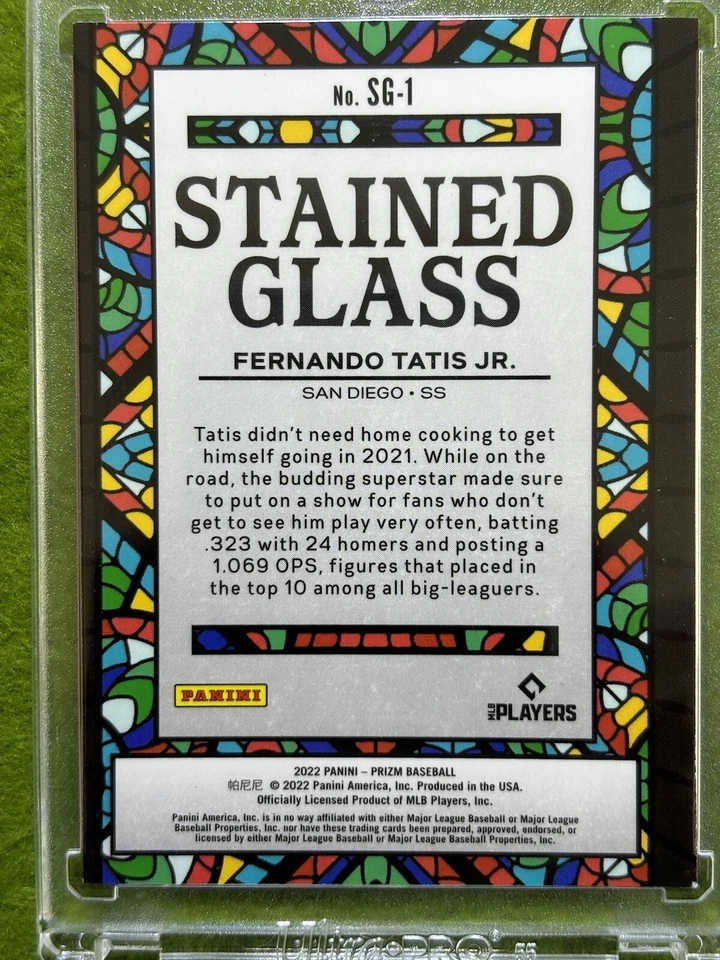 No. SG-1
STAINED
GLASS
FERNANDO TATIS JR.
SAN DIEGO • SS
Tatis didn't need home cooking to get
himself going in 2021. While on the
road, the budding superstar made sure
to put on a show for fans who don't
get to see him play very often, batting
.323 with 24 homers and posting a
1.069 OPS, figures that placed in
the top 10 among all big-leaguers.
PANINI
MLB PLAYERS
2022 PANINI – PRIZM BASEBALL
帕尼尼 © 2022 Panini America, Inc. Produced in the USA.
Officially Licensed Product of MLB Players, Inc.
Panini America, Inc. is in no way affiliated with either Major League Baseball or Major League
Baseball Properties, Inc. nor have these trading cards been prepared, approved, endorsed, or
licensed by either Major League Baseball or Major League Baseball Properties, Inc.
Ultra PRO 55